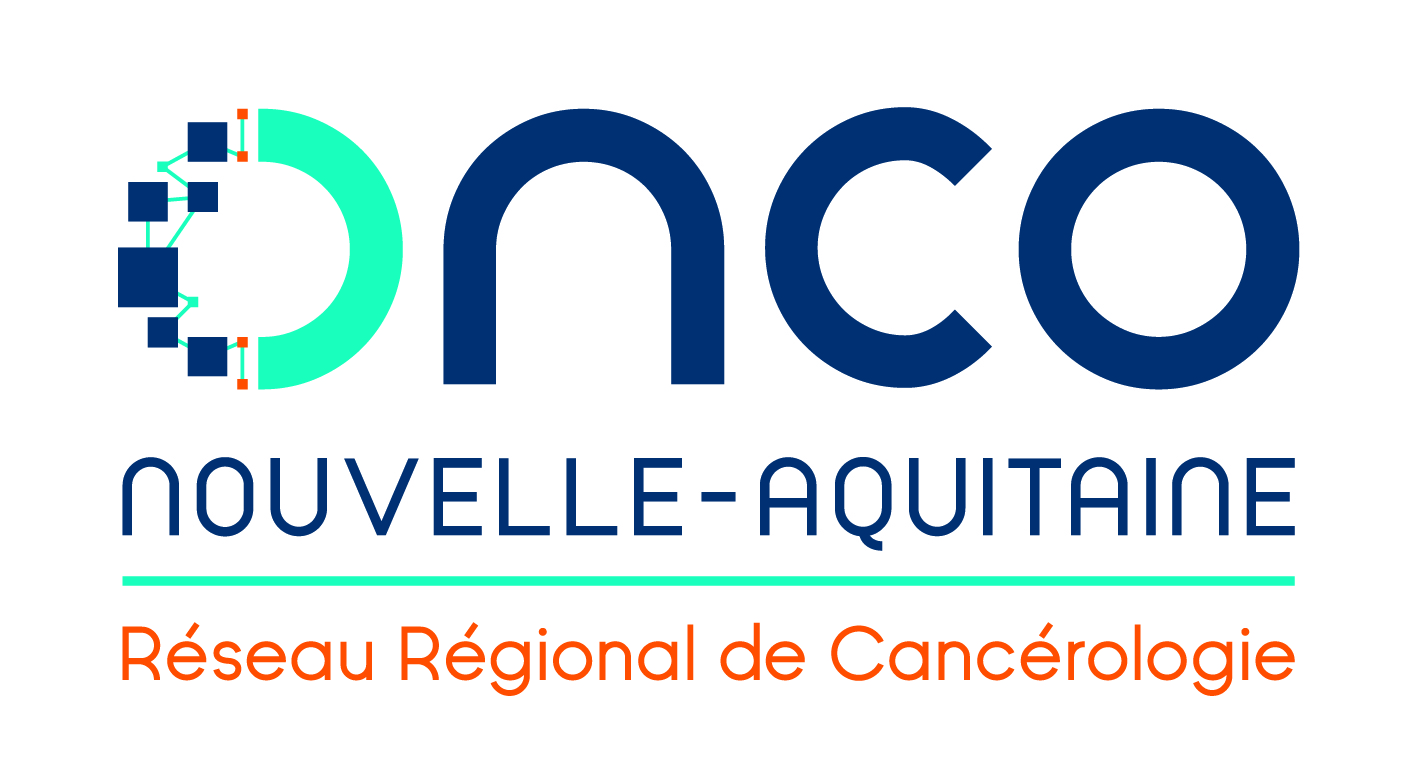 ONCO
NOUVELLE-AQUITAINE
Réseau Régional de Cancérologie